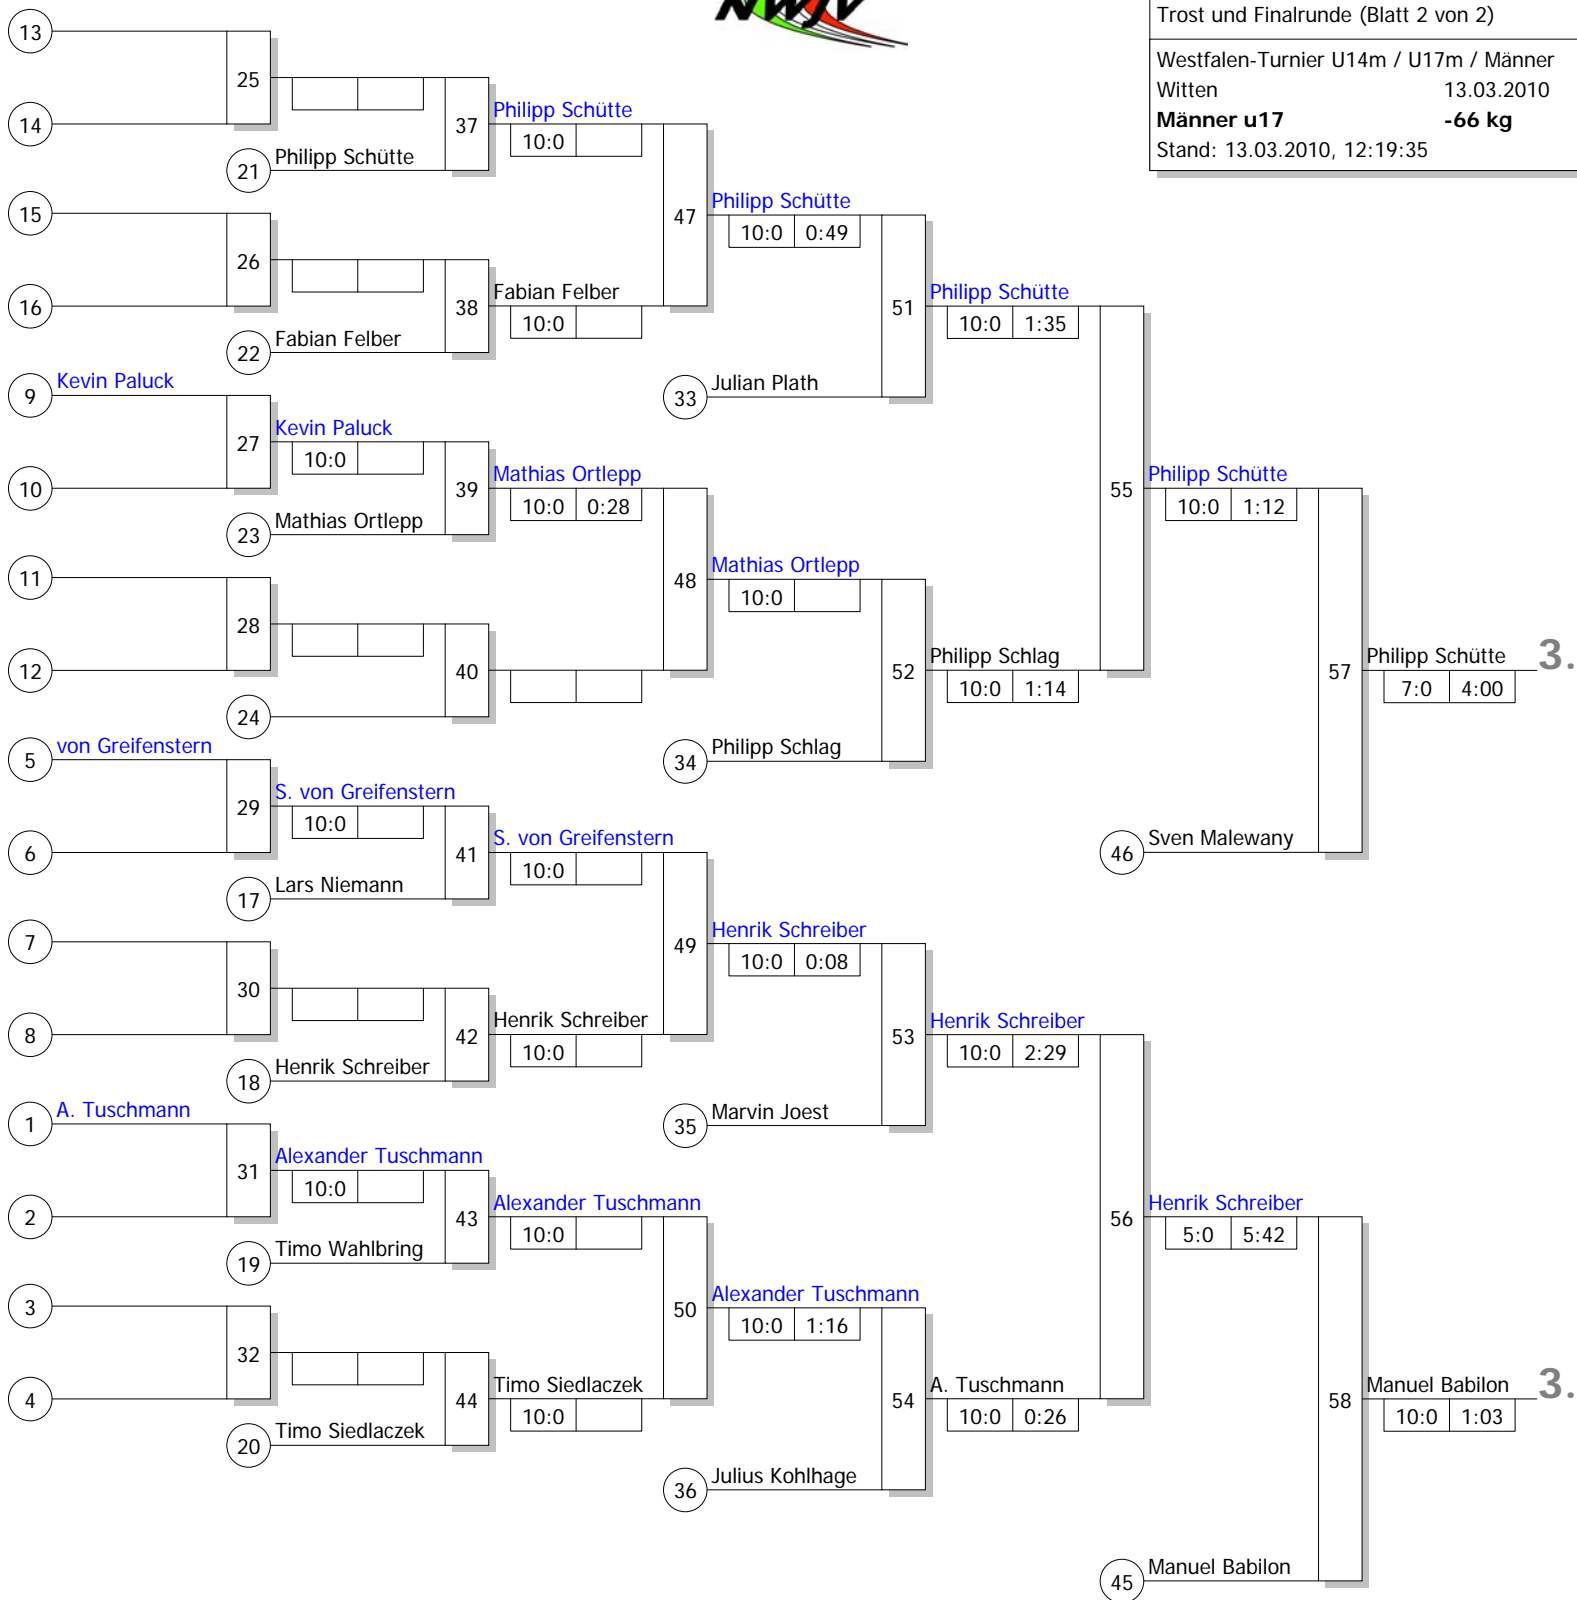 NWJV
Trost und Finalrunde (Blatt 2 von 2)
Westfalen-Turnier U14m / U17m / Männer
Witten 13.03.2010
Männer u17 -66 kg
Stand: 13.03.2010, 12:19:35
13
25
14
37
Philipp Schütte
10:0
21 Philipp Schütte
47
Philipp Schütte
10:0 0:49
15
26
16
38
Fabian Felber
10:0
22 Fabian Felber
51
Philipp Schütte
10:0 1:35
33 Julian Plath
9 Kevin Paluck
27
Kevin Paluck
10:0
10
39
Mathias Ortlepp
10:0 0:28
23 Mathias Ortlepp
55
Philipp Schütte
10:0 1:12
11
28
12
48
Mathias Ortlepp
10:0
40
24
52
Philipp Schlag
10:0 1:14
34 Philipp Schlag
57
Philipp Schütte 3.
7:0 4:00
5 von Greifenstern
29
S. von Greifenstern
10:0
6
41
S. von Greifenstern
10:0
17 Lars Niemann
46 Sven Malewany
7
30
8
49
Henrik Schreiber
10:0 0:08
42
Henrik Schreiber
10:0
18 Henrik Schreiber
53
Henrik Schreiber
10:0 2:29
35 Marvin Joest
1 A. Tuschmann
31
Alexander Tuschmann
10:0
2
43
Alexander Tuschmann
10:0
19 Timo Wahlbring
56
Henrik Schreiber
5:0 5:42
3
32
4
50
Alexander Tuschmann
10:0 1:16
44
Timo Siedlaczek
10:0
20 Timo Siedlaczek
54
A. Tuschmann
10:0 0:26
36 Julius Kohlhage
58
Manuel Babilon 3.
10:0 1:03
45 Manuel Babilon